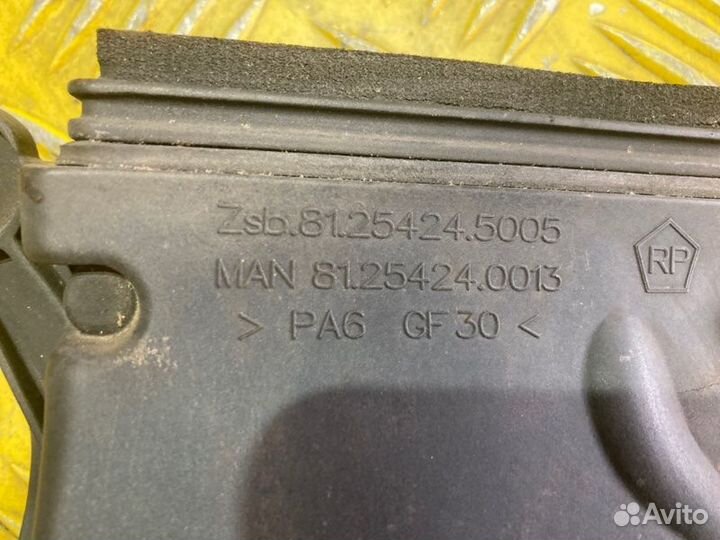 Zsb.81.25424.5005
MAN 81.25424.0013
RP
> PA6 GF30 <
Avito